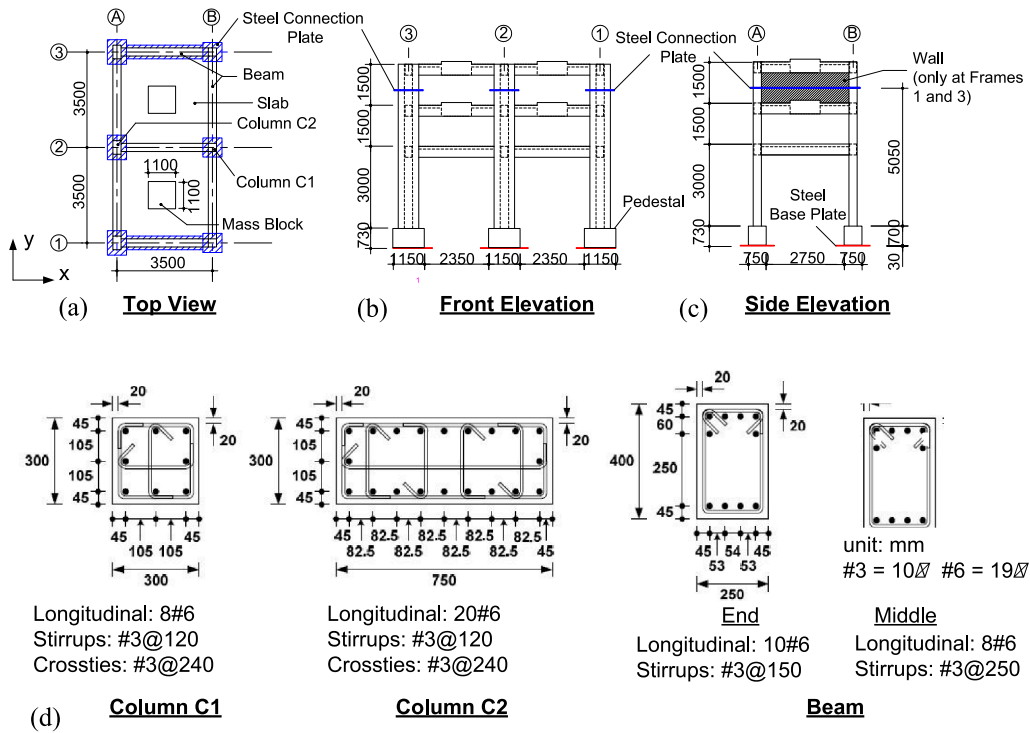 A
B
Steel Connection
Plate
3
Beam
3500
Slab
Column C2
2
1100
1100
Column C1
3500
Mass Block
1
y
x
3500
(a)
Top View
3
2
1
Steel Connection
Plate
1500
1500
3000
Pedestal
730
1150
2350
1150
2350
1150
1
(b)
Front Elevation
A
B
Wall
(only at Frames
1 and 3)
1500
1500
3000
5050
Steel
Base Plate
730
700
30
750
2750
750
(c)
Side Elevation
20
45
105
300
105
45
20
45
105
105
45
300
Longitudinal: 8#6
Stirrups: #3@120
Crossties: #3@240
Column C1
20
45
105
300
105
45
20
45
82.5
82.5
82.5
82.5
82.5
82.5
82.5
82.5
45
750
Longitudinal: 20#6
Stirrups: #3@120
Crossties: #3@240
Column C2
20
45
60
400
250
45
20
45
53
54
53
45
250
End
Longitudinal: 10#6
Stirrups: #3@150
unit: mm
#3 = 10 #6 = 19
Middle
Longitudinal: 8#6
Stirrups: #3@250
Beam
(d)